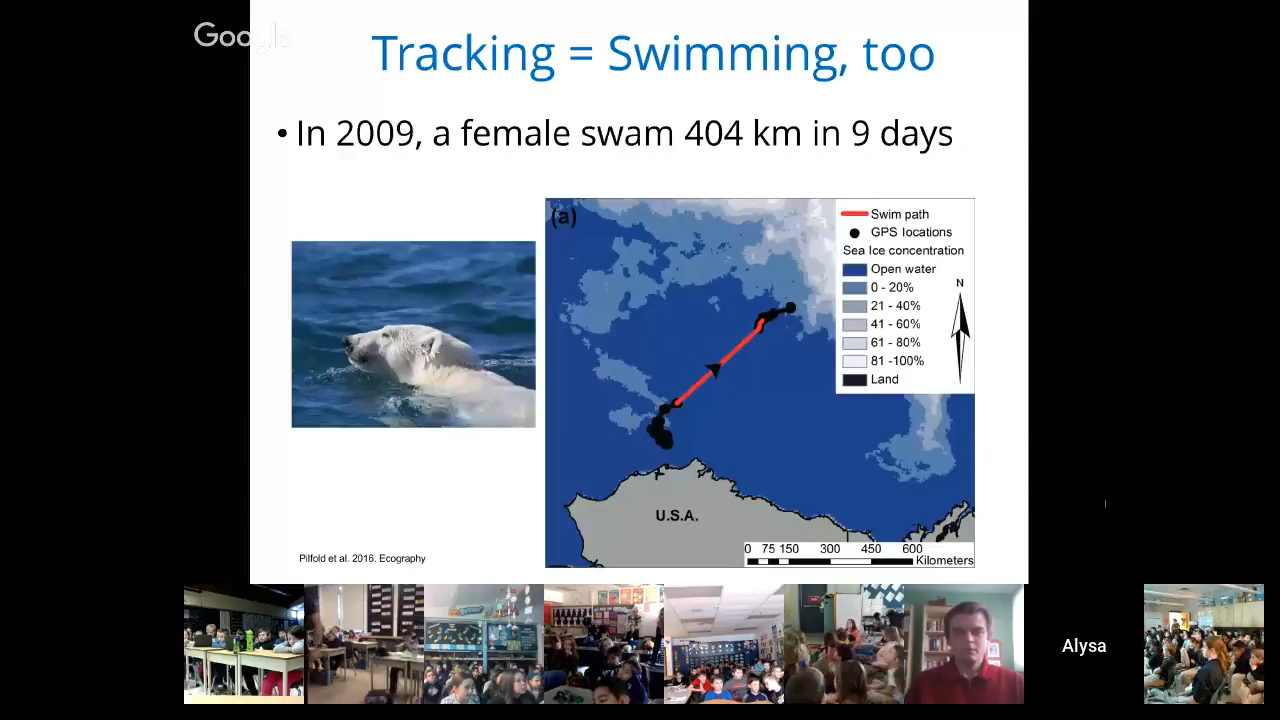 Google
Tracking = Swimming, too
• In 2009, a female swam 404 km in 9 days
(a)
Swim path
GPS locations
Sea Ice concentration
Open water
0 - 20%
21 - 40%
41 - 60%
61 - 80%
81 -100%
Land
N
U.S.A.
0 75 150 300 450 600
Kilometers
Pilfold et al. 2016. Ecography
Alysa